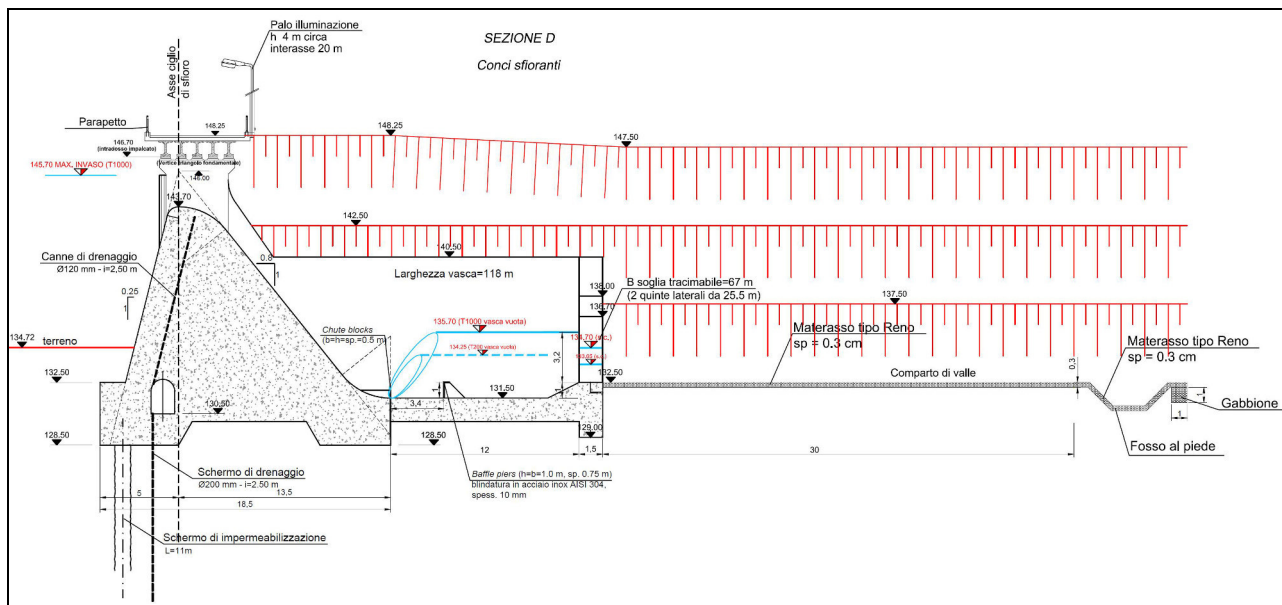 Palo illuminazione
h 4 m circa
interasse 20 m
SEZIONE D
Conci sfioranti
Asse ciglio
di sfioro
Parapetto
148.25
148.25
147.50
146.70
(intradosso impalcato)
(Vertice triangolo fondamentale)
145.70 MAX. INVASO (T1000)
146.00
143.70
142.50
140.50
Canne di drenaggio
Ø120 mm - i=2,50 m
0.8
1
Larghezza vasca=118 m
B soglia tracimabile=67 m
(2 quinte laterali da 25.5 m)
138.00
136.70
137.50
0.25
1
Chute blocks
(b=h=sp.=0.5 m)
135.70 (T1000 vasca vuota)
134.25 (T200 vasca vuota)
134.72
terreno
3,2
Materasso tipo Reno
sp = 0.3 cm
Materasso tipo Reno
sp = 0.3 cm
132.50
132.50
Comparto di valle
0,3
1
1
131.50
3,4
130.50
1
1
Gabbione
128.50
128.50
129.00
12
1,5
30
Fosso al piede
Schermo di drenaggio
Ø200 mm - i=2.50 m
Baffle piers (h=b=1.0 m, sp. 0.75 m)
blindatura in acciaio inox AISI 304,
spess. 10 mm
5
13,5
18,5
Schermo di impermeabilizzazione
L=11m